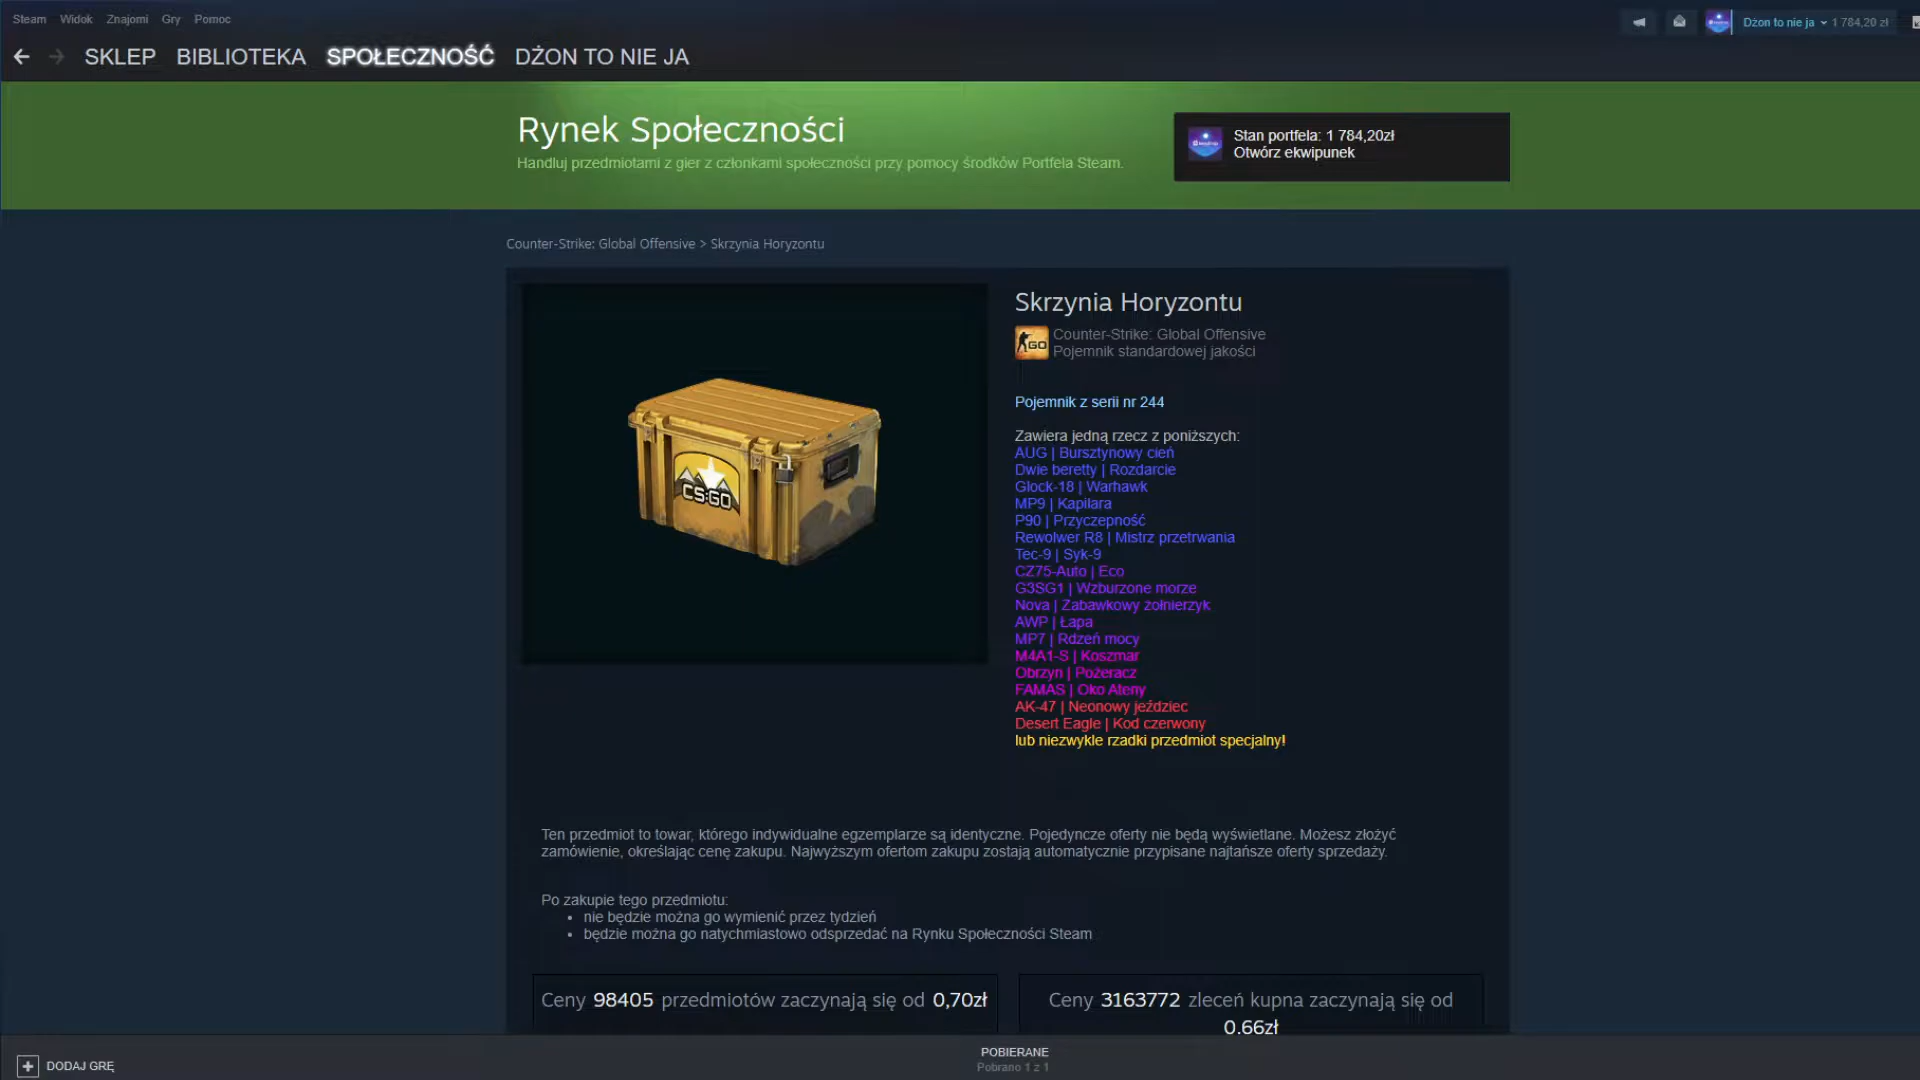 Steam Widok Znajomi Gry Pomoc
Dżon to nie ja 1 784,20 zł
SKLEP BIBLIOTEKA SPOŁECZNOŚĆ DŻON TO NIE JA
Rynek Społeczności
Handluj przedmiotami z gier z członkami społeczności przy pomocy środków Portfela Steam.
Stan portfela: 1 784,20zł
Otwórz ekwipunek
Counter-Strike: Global Offensive > Skrzynia Horyzontu
CS:GO
Skrzynia Horyzontu
GO
Counter-Strike: Global Offensive
Pojemnik standardowej jakości
Pojemnik z serii nr 244
Zawiera jedną rzecz z poniższych:
AUG | Bursztynowy cień
Dwie beretty | Rozdarcie
Glock-18 | Warhawk
MP9 | Kapilara
P90 | Przyczepność
Rewolwer R8 | Mistrz przetrwania
Tec-9 | Syk-9
CZ75-Auto | Eco
G3SG1 | Wzburzone morze
Nova | Zabawkowy żołnierzyk
AWP | Łapa
MP7 | Rdzeń mocy
M4A1-S | Koszmar
Obrzyn | Pożeracz
FAMAS | Oko Ateny
AK-47 | Neonowy jeździec
Desert Eagle | Kod czerwony
lub niezwykle rzadki przedmiot specjalny!
Ten przedmiot to towar, którego indywidualne egzemplarze są identyczne. Pojedyncze oferty nie będą wyświetlane. Możesz złożyć
zamówienie, określając cenę zakupu. Najwyższym ofertom zakupu zostają automatycznie przypisane najtańsze oferty sprzedaży.
Po zakupie tego przedmiotu:
• nie będzie można go wymienić przez tydzień
• będzie można go natychmiastowo odsprzedać na Rynku Społeczności Steam
Ceny 98405 przedmiotów zaczynają się od 0,70zł
Ceny 3163772 zleceń kupna zaczynają się od
0.66zł
DODAJ GRĘ
POBIERANE
Pobrano 1 z 1